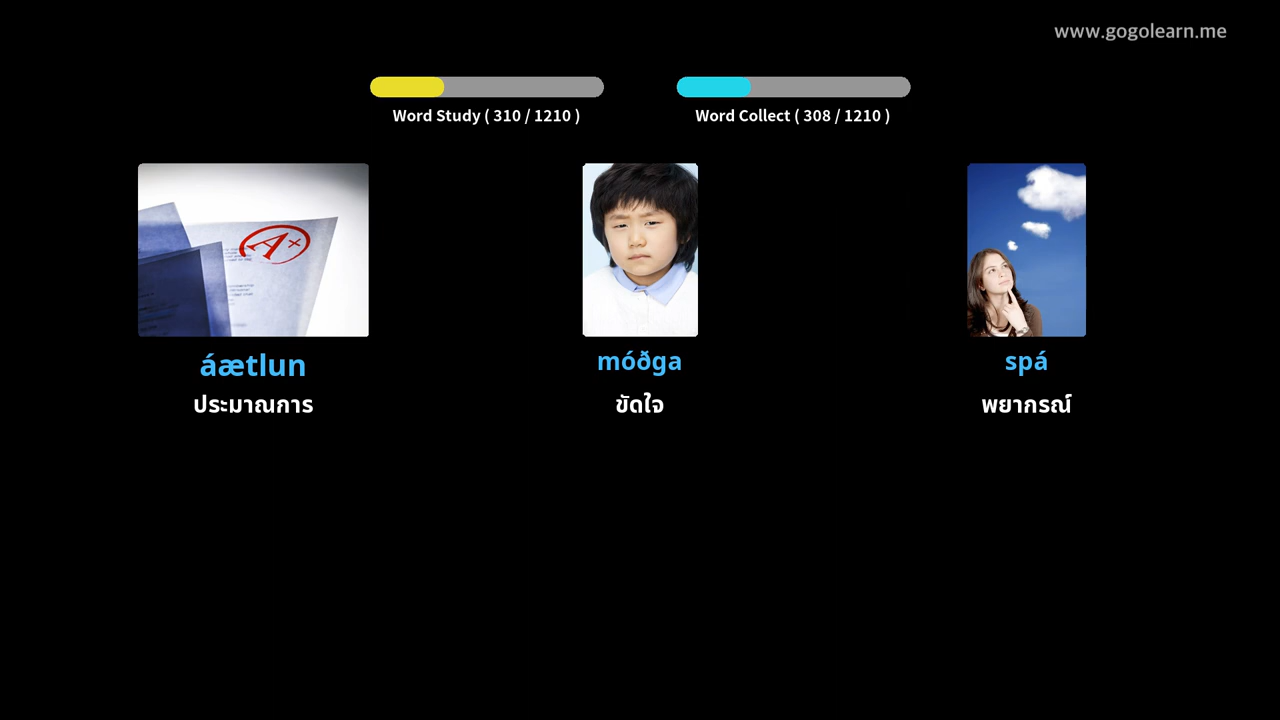 www.gogolearn.me
Word Study ( 310 / 1210 )
Word Collect ( 308 / 1210 )
A+
áætlun
móðga
spá
ประมาณการ
ขัดใจ
พยากรณ์